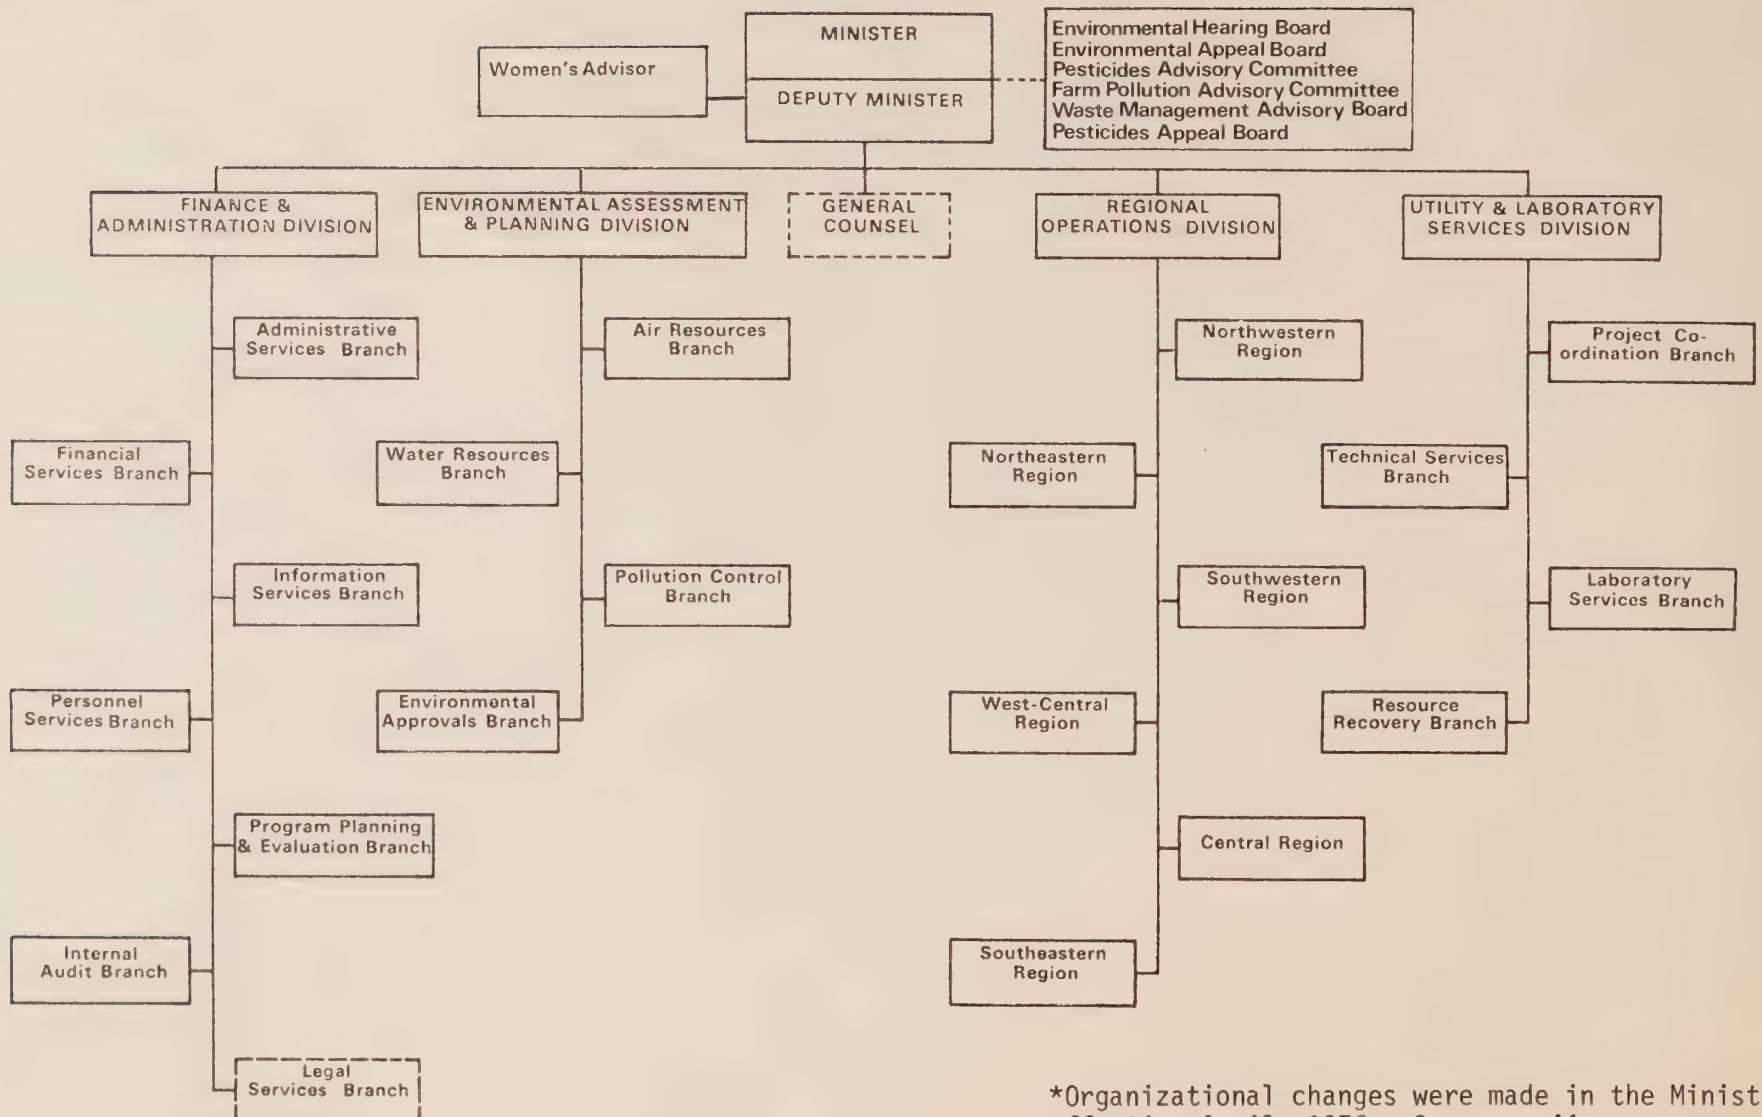 MINISTER
DEPUTY MINISTER
Women's Advisor
Environmental Hearing Board
Environmental Appeal Board
Pesticides Advisory Committee
Farm Pollution Advisory Committee
Waste Management Advisory Board
Pesticides Appeal Board
FINANCE &
ADMINISTRATION DIVISION
ENVIRONMENTAL ASSESSMENT
& PLANNING DIVISION
GENERAL
COUNSEL
REGIONAL
OPERATIONS DIVISION
UTILITY & LABORATORY
SERVICES DIVISION
Administrative
Services Branch
Financial
Services Branch
Information
Services Branch
Personnel
Services Branch
Program Planning
& Evaluation Branch
Internal
Audit Branch
Legal
Services Branch
Air Resources
Branch
Water Resources
Branch
Pollution Control
Branch
Environmental
Approvals Branch
Northwestern
Region
Northeastern
Region
Southwestern
Region
West-Central
Region
Central Region
Southeastern
Region
Project Co-
ordination Branch
Technical Services
Branch
Laboratory
Services Branch
Resource
Recovery Branch
*Organizational changes were made in the Minist